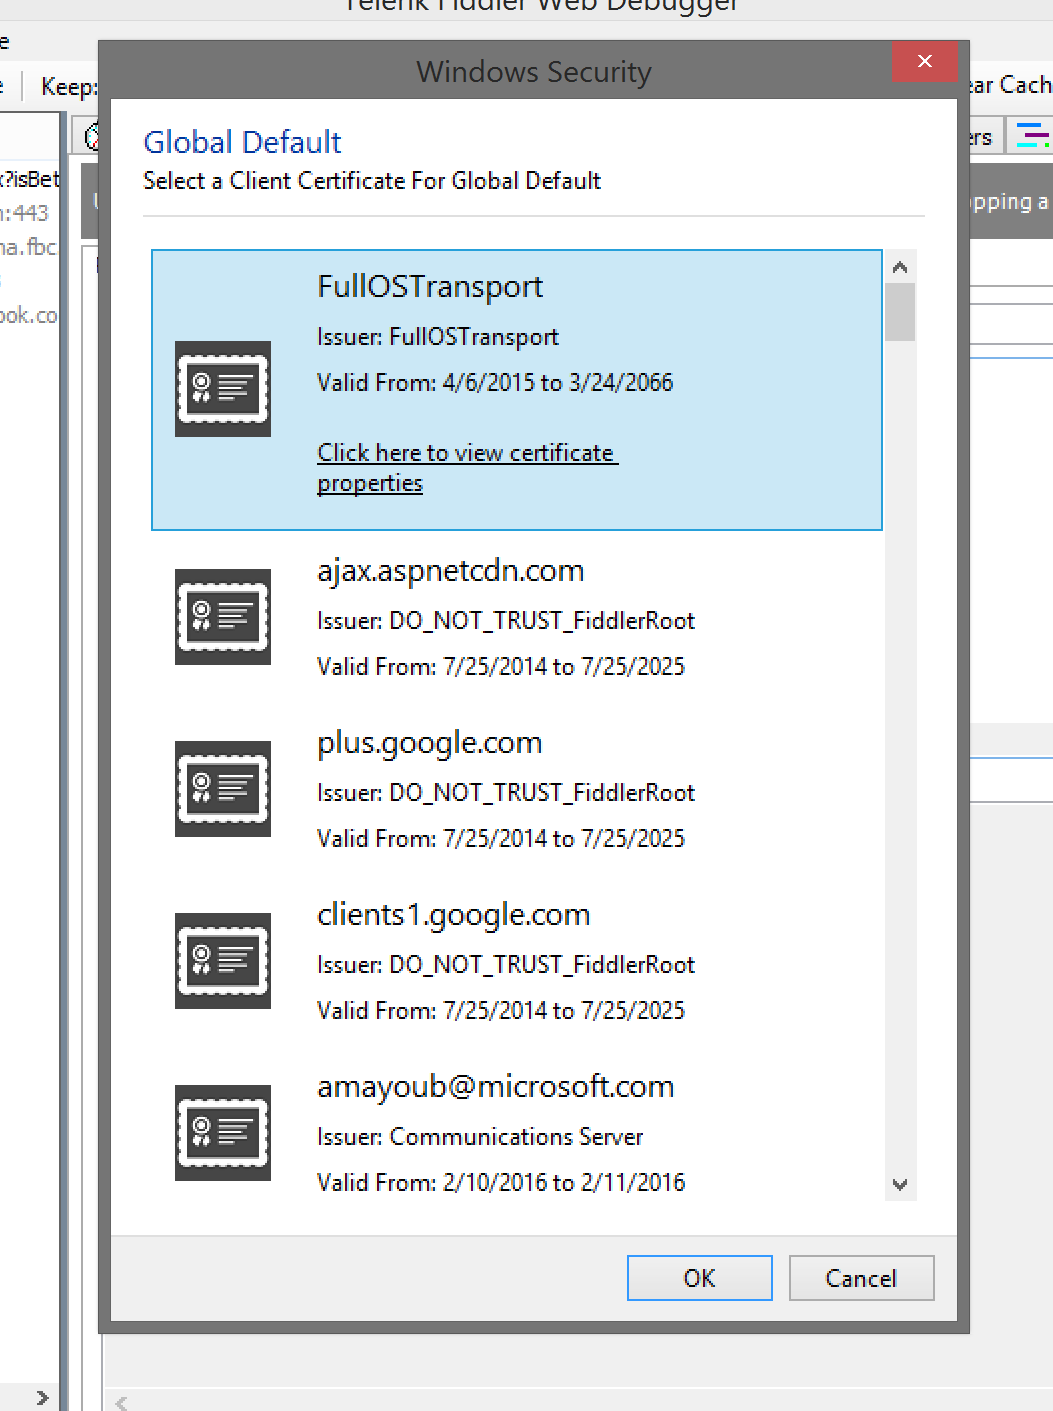 Telerik Fiddler Web Debugger
Windows Security
Keep:
ear Cach
ers
Global Default
Select a Client Certificate For Global Default
x?isBet
opping a
n:443
na.fbc
ook.co
FullOSTransport
Issuer: FullOSTransport
Valid From: 4/6/2015 to 3/24/2066
Click here to view certificate
properties
ajax.aspnetcdn.com
Issuer: DO_NOT_TRUST_FiddlerRoot
Valid From: 7/25/2014 to 7/25/2025
plus.google.com
Issuer: DO_NOT_TRUST_FiddlerRoot
Valid From: 7/25/2014 to 7/25/2025
clients1.google.com
Issuer: DO_NOT_TRUST_FiddlerRoot
Valid From: 7/25/2014 to 7/25/2025
amayoub@microsoft.com
Issuer: Communications Server
Valid From: 2/10/2016 to 2/11/2016
OK
Cancel